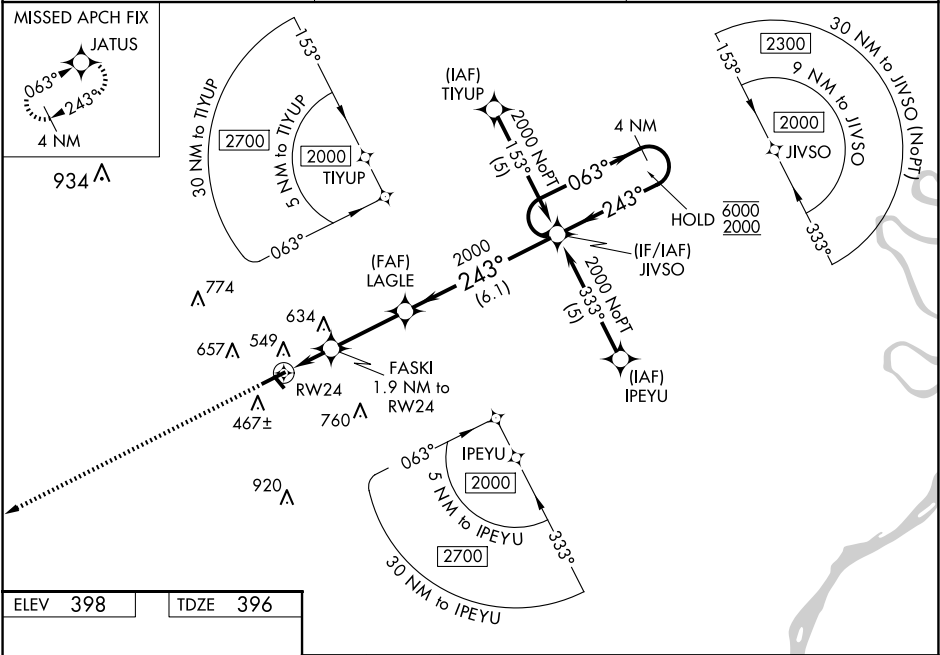 MISSED APCH FIX
JATUS
063°
243°
4 NM
934
30 NM to TIYUP
153°
2700
5 NM to TIYUP
2000
TIYUP
063°
(IAF)
TIYUP
2000 NoPT
153°
(5)
4 NM
063°
243°
HOLD
6000
2000
(IF/IAF)
JIVSO
30 NM to JIVSO (NoPT)
2300
153°
9 NM to JIVSO
2000
JIVSO
333°
(FAF)
LAGLE
2000
243°
(6.1)
2000 NoPT
333°
(5)
(IAF)
IPEYU
774
634
657
549
FASKI
1.9 NM to
RW24
RW24
467±
760
920
063°
IPEYU
2000
5 NM to IPEYU
333°
2700
30 NM to IPEYU
ELEV 398
TDZE 396